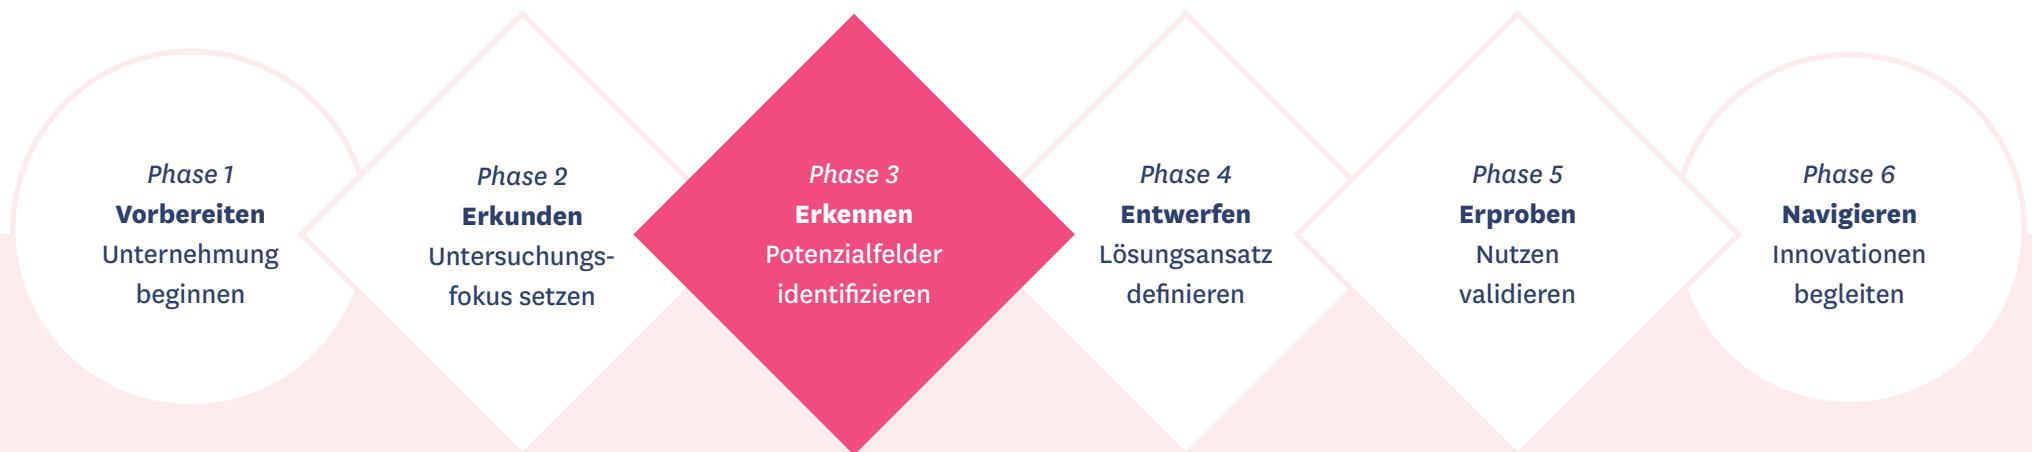 Phase 1
Vorbereiten
Unternehmung
beginnen
Phase 2
Erkunden
Untersuchungs-
fokus setzen
Phase 3
Erkennen
Potenzialfelder
identifizieren
Phase 4
Entwerfen
Lösungsansatz
definieren
Phase 5
Erproben
Nutzen
validieren
Phase 6
Navigieren
Innovationen
begleiten